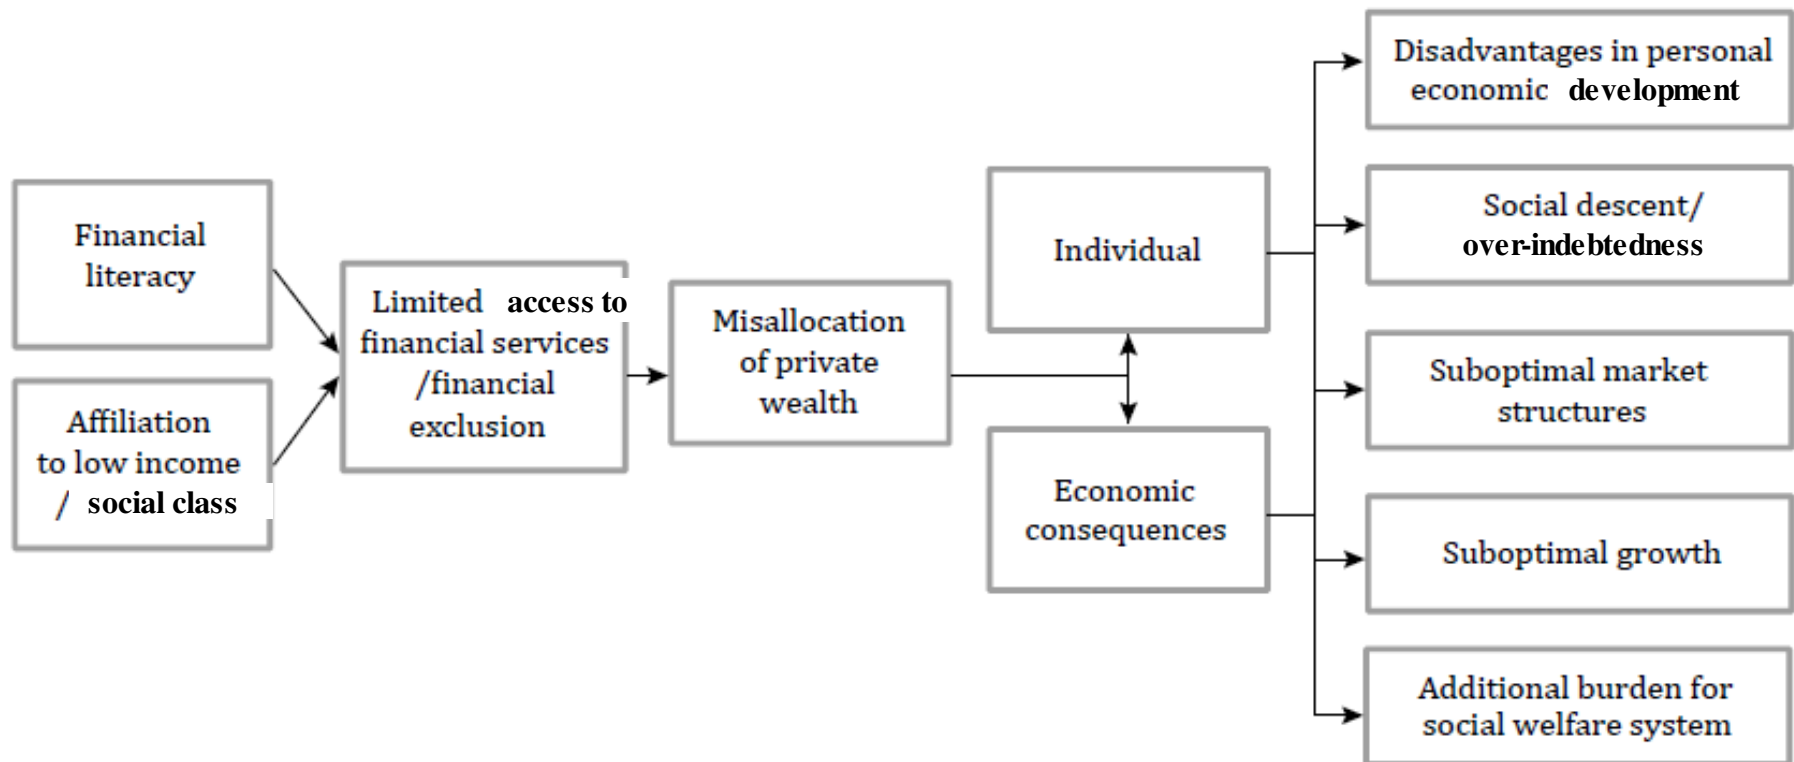 Financial
literacy
Affiliation
to low income
/ social class
Limited access to
financial services
/financial
exclusion
Misallocation
of private
wealth
Individual
Economic
consequences
Disadvantages in personal
economic development
Social descent/
over-indebtedness
Suboptimal market
structures
Suboptimal growth
Additional burden for
social welfare system